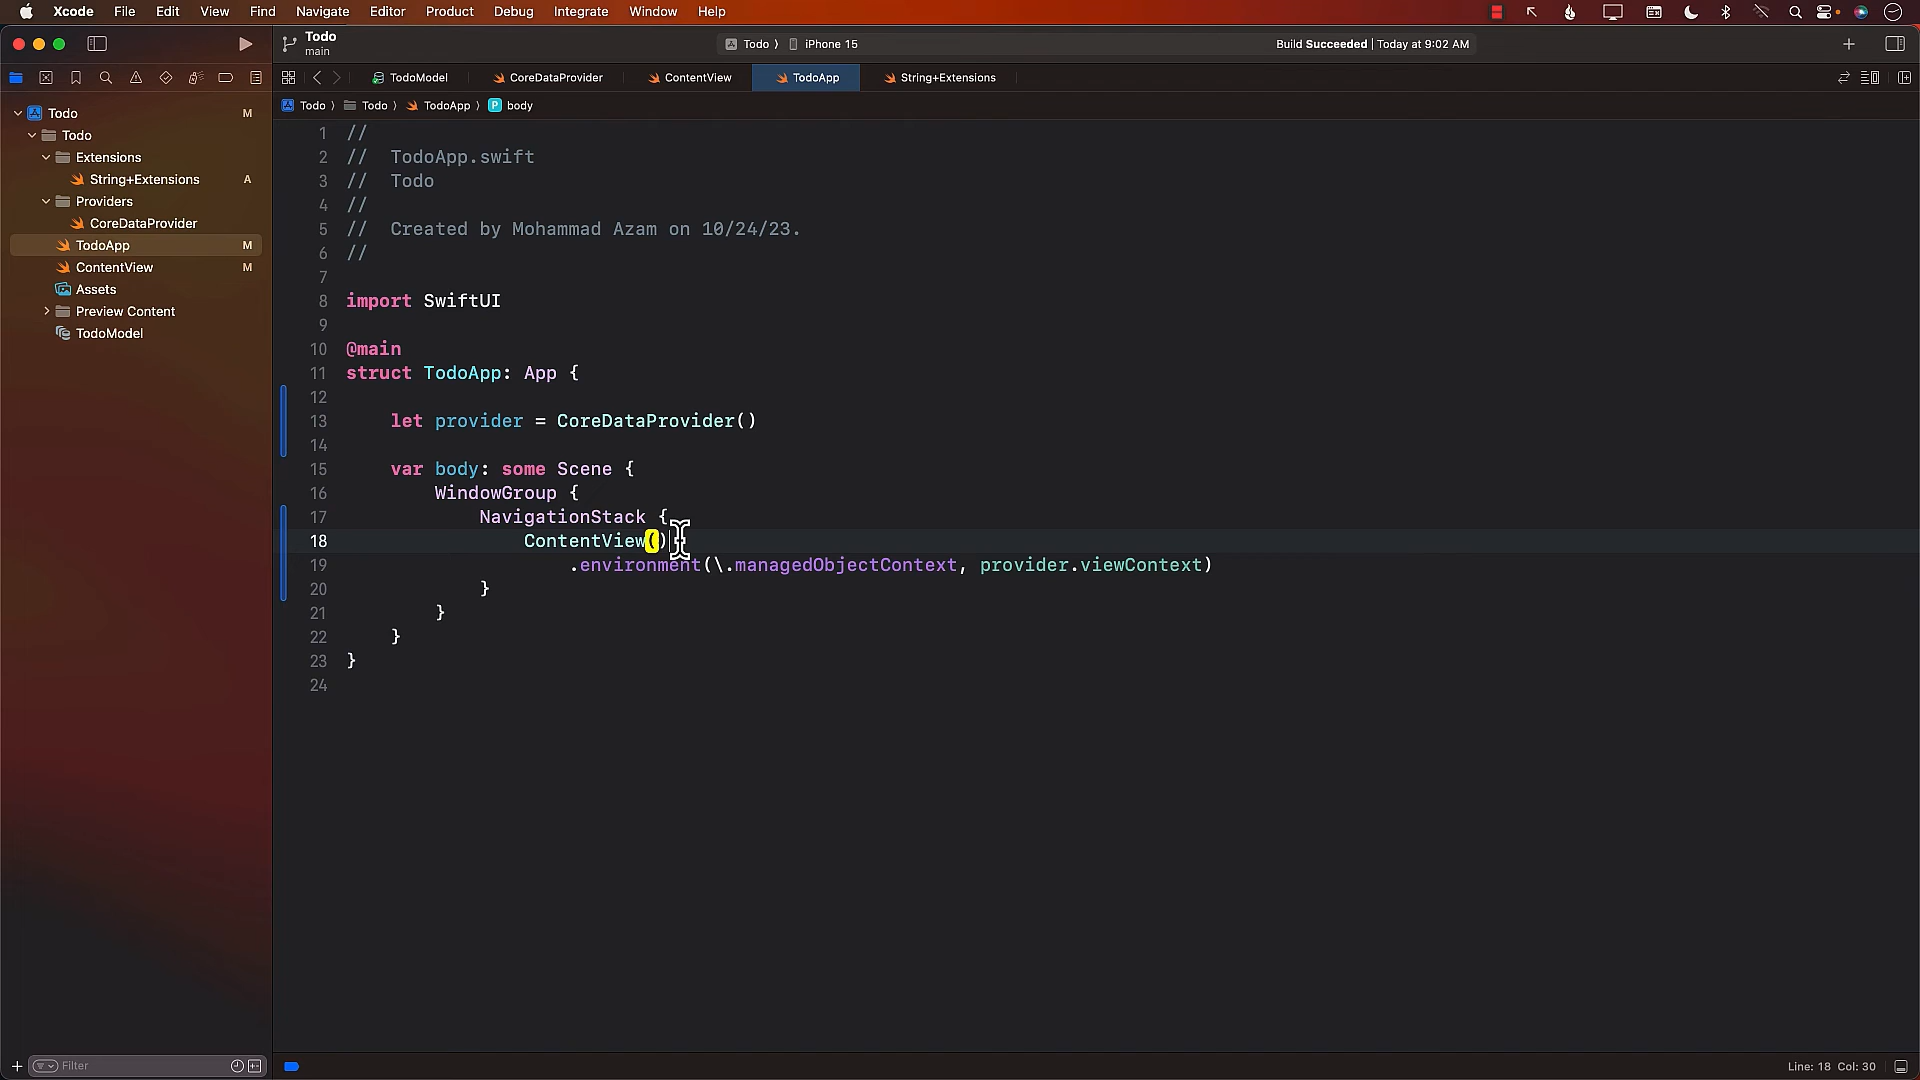 Xcode File Edit View Find Navigate Editor Product Debug Integrate Window Help
Todo
main
Todo ⟩ iPhone 15
Build Succeeded | Today at 9:02 AM
TodoModel CoreDataProvider ContentView TodoApp String+Extensions
Todo ⟩ Todo ⟩ TodoApp ⟩ P body
Todo M
Todo
Extensions
String+Extensions A
Providers
CoreDataProvider
TodoApp M
ContentView M
Assets
Preview Content
TodoModel
1 //
2 //  TodoApp.swift
3 //  Todo
4 //
5 //  Created by Mohammad Azam on 10/24/23.
6 //
7
8 import SwiftUI
9
10 @main
11 struct TodoApp: App {
12
13     let provider = CoreDataProvider()
14
15     var body: some Scene {
16         WindowGroup {
17             NavigationStack {
18                 ContentView()
19                     .environment(\.managedObjectContext, provider.viewContext)
20             }
21         }
22     }
23 }
24
Filter
Line: 18 Col: 30